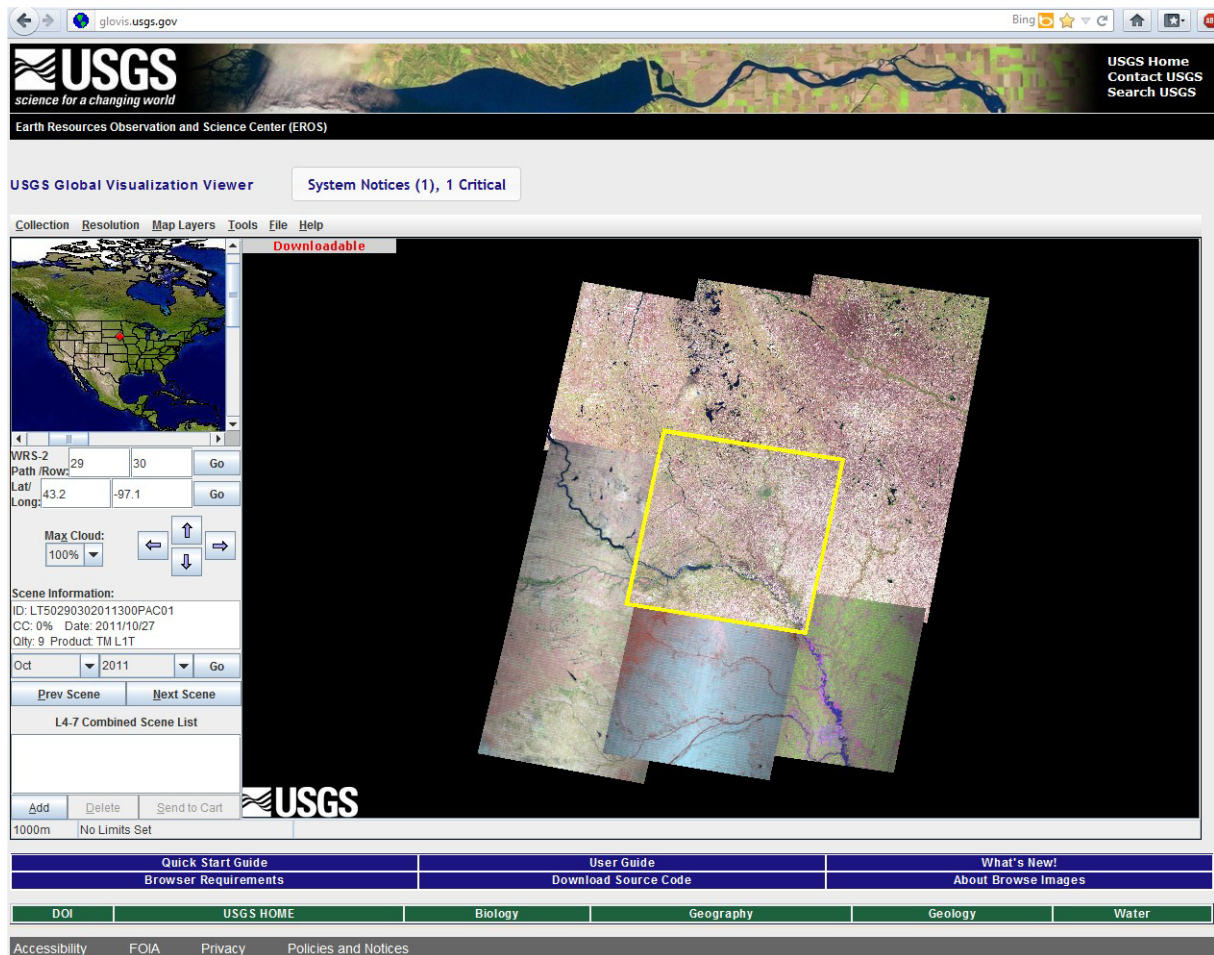 glovis.usgs.gov
Bing
USGS
science for a changing world
USGS Home
Contact USGS
Search USGS
Earth Resources Observation and Science Center (EROS)
USGS Global Visualization Viewer
System Notices (1), 1 Critical
Collection Resolution Map Layers Tools File Help
Downloadable
WRS-2
Path /Row: 29 30 Go
Lat/
Long: 43.2 -97.1 Go
Max Cloud:
100%
Scene Information:
ID: LT50290302011300PAC01
CC: 0% Date: 2011/10/27
Qlty: 9 Product: TM L1T
Oct 2011 Go
Prev Scene Next Scene
L4-7 Combined Scene List
Add Delete Send to Cart
USGS
1000m No Limits Set
Quick Start Guide User Guide What's New!
Browser Requirements Download Source Code About Browse Images
DOI USGS HOME Biology Geography Geology Water
Accessibility FOIA Privacy Policies and Notices